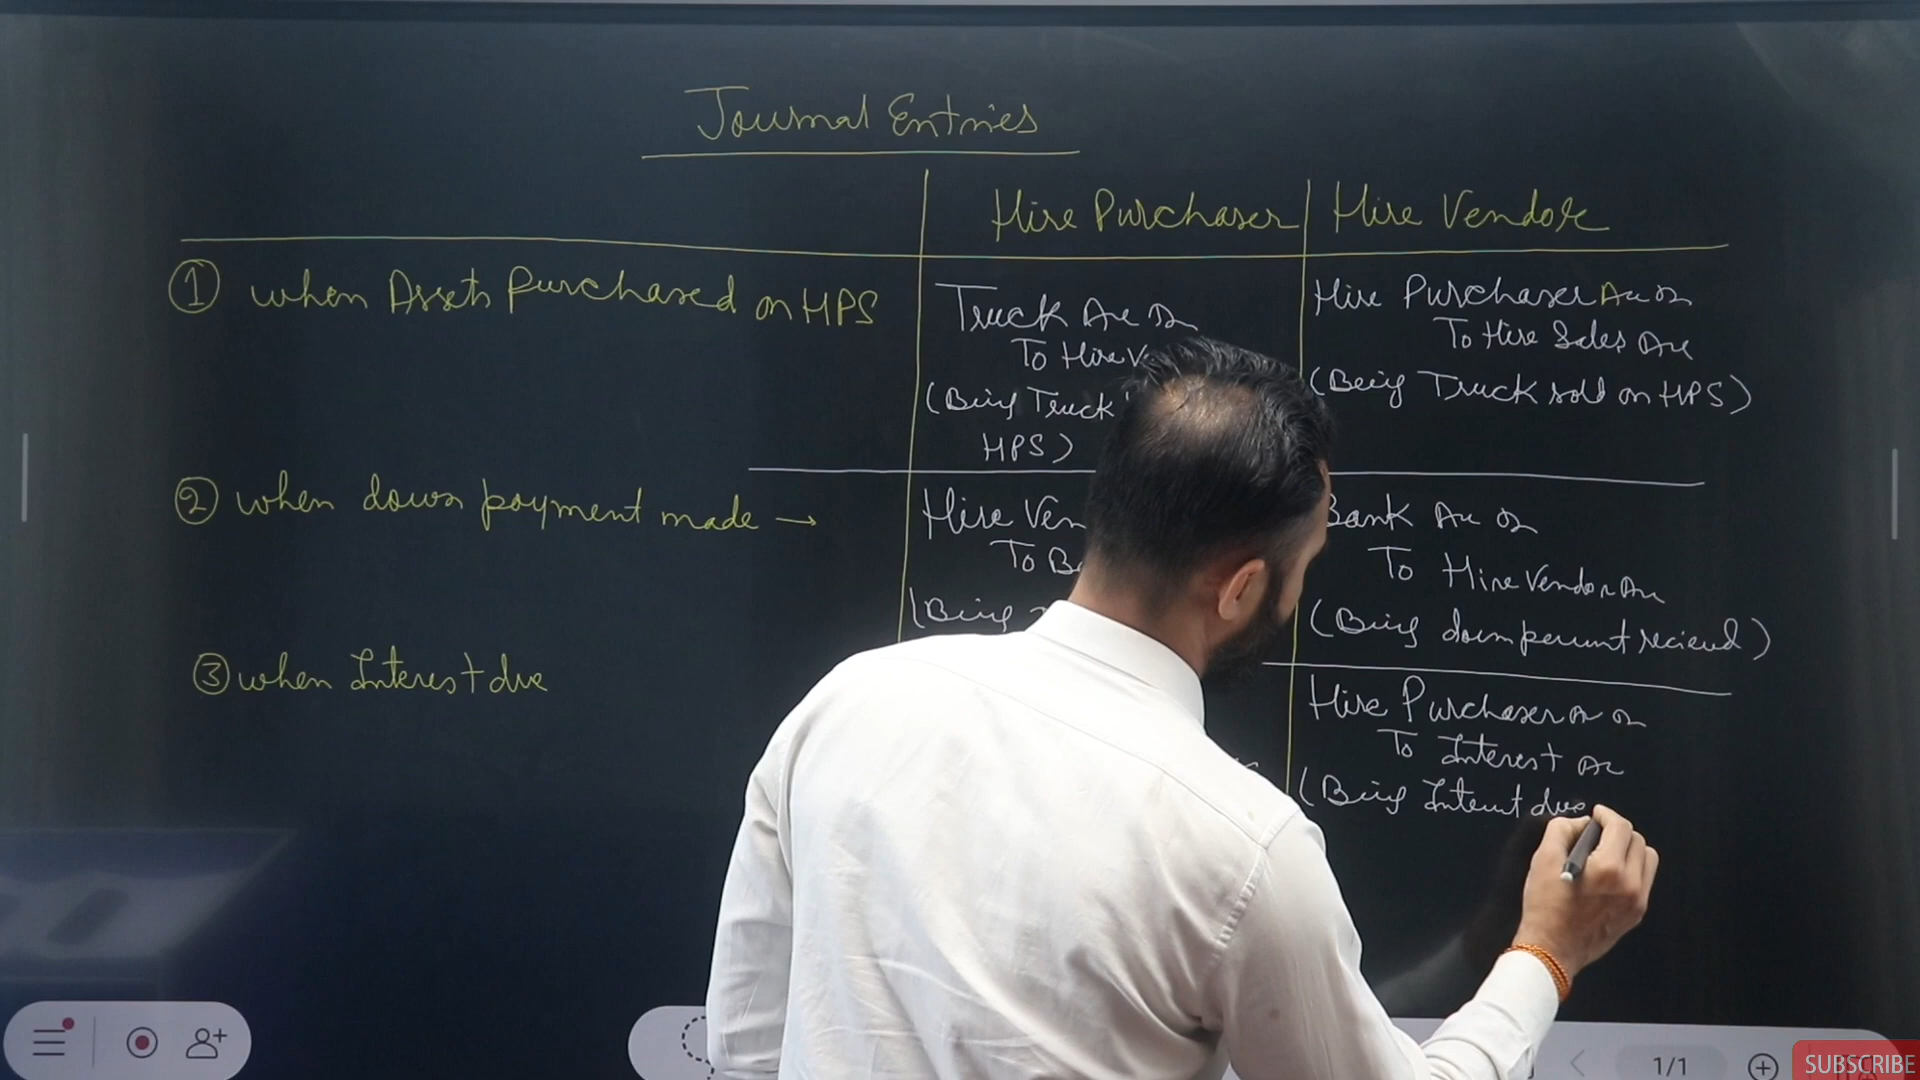 Journal Entries
Hire Purchaser
Hire Vendor
① when Assets Purchased on HPS
Truck A/c Dr
To Hire
(Being Truck
HPS)
Hire Purchaser A/c Dr
To Hire Sales A/c
(Being Truck sold on HPS)
② when down payment made →
Hire Ven
To Ba
(Being
Bank A/c Dr
To Hire Vendor A/c
(Being down recieved)
③ when Interest due
Hire Purchaser A/c Dr
To Interest A/c
(Being Interest due
1/1
SUBSCRIBE